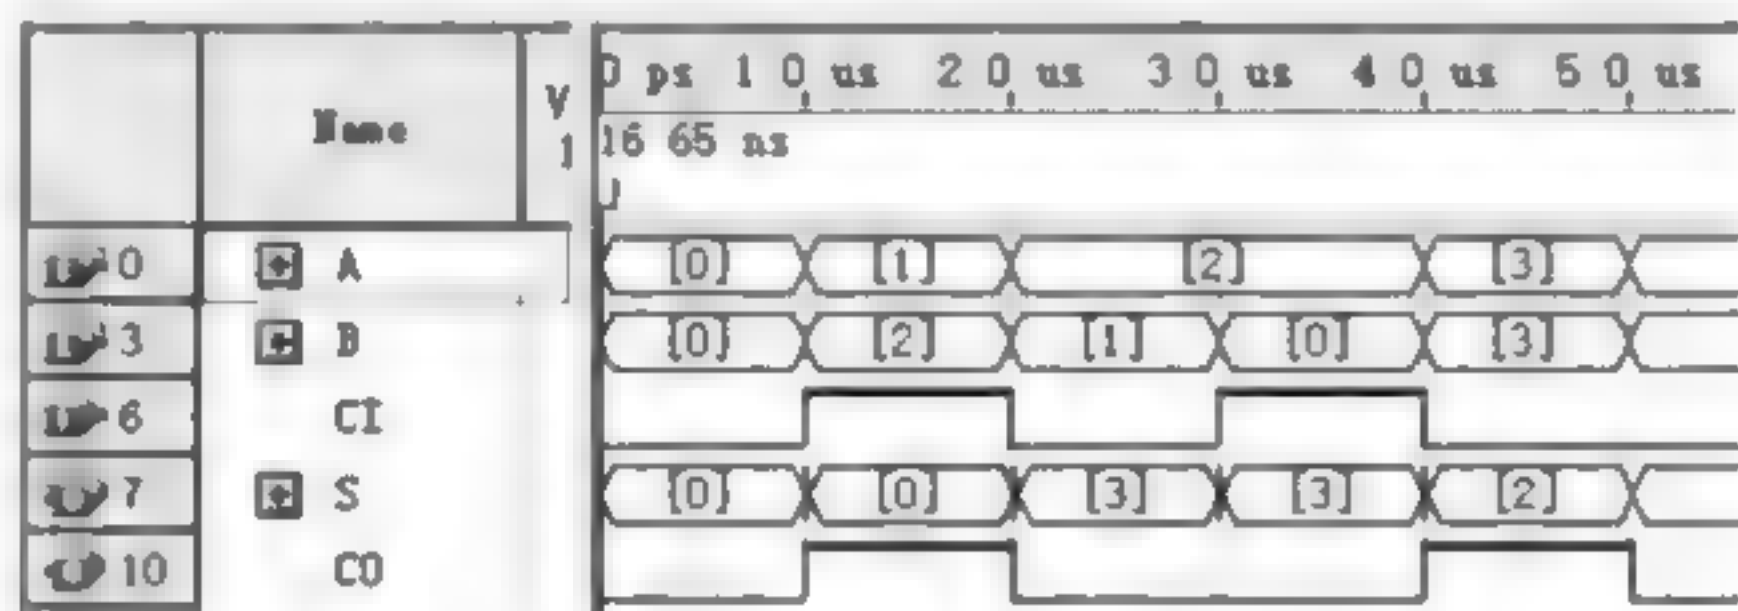 0 ps 10 us 20 us 30 us 40 us 50 us
Name V
1 16 65 ns
0 A [0] [1] [2] [3]
3 B [0] [2] [1] [0] [3]
6 CI
7 S [0] [0] [3] [3] [2]
10 CO